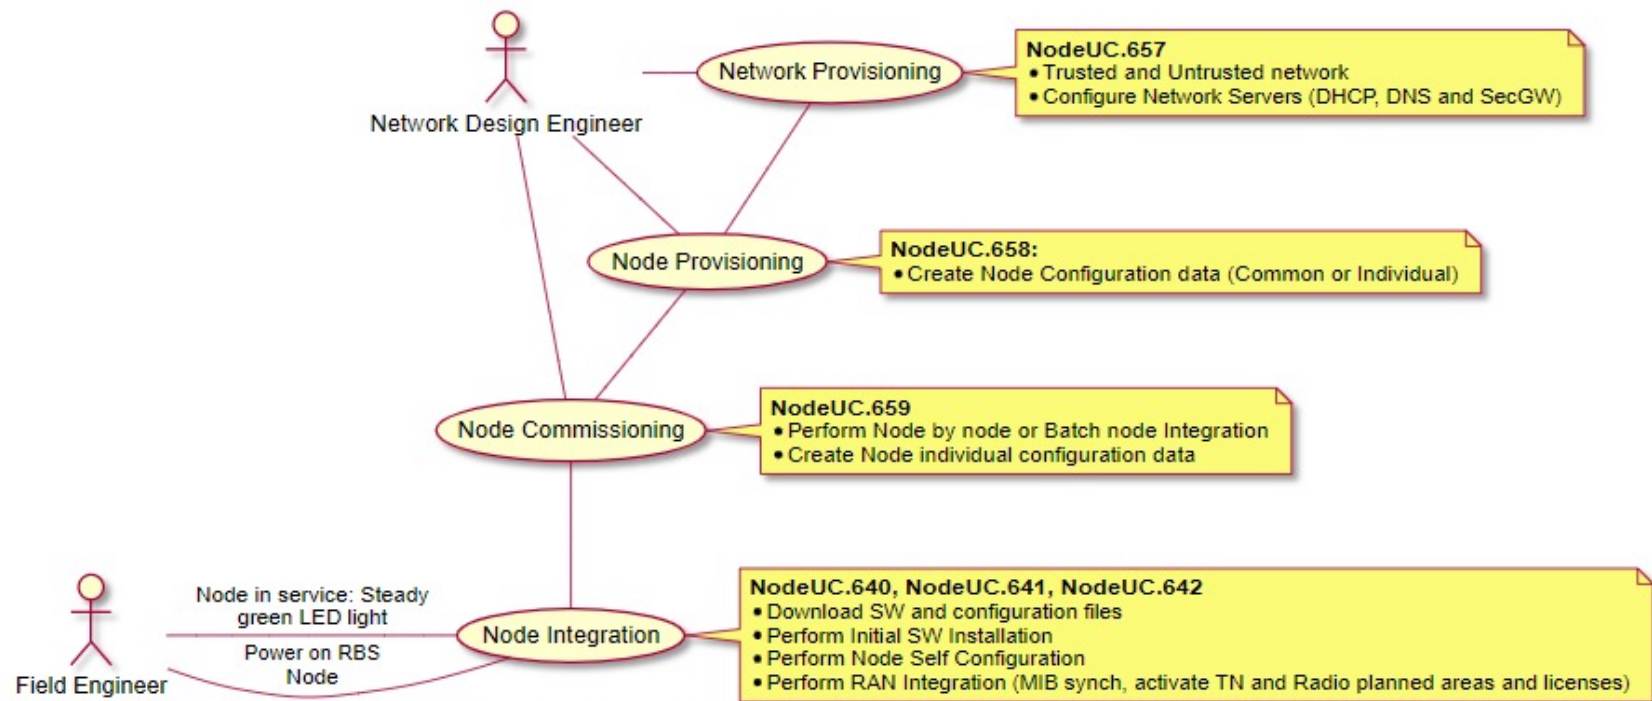 Network Design Engineer
Network Provisioning
NodeUC.657
• Trusted and Untrusted network
• Configure Network Servers (DHCP, DNS and SecGW)
Node Provisioning
NodeUC.658:
• Create Node Configuration data (Common or Individual)
Node Commissioning
NodeUC.659
• Perform Node by node or Batch node Integration
• Create Node individual configuration data
Field Engineer
Node in service: Steady
green LED light
Power on RBS
Node
Node Integration
NodeUC.640, NodeUC.641, NodeUC.642
• Download SW and configuration files
• Perform Initial SW Installation
• Perform Node Self Configuration
• Perform RAN Integration (MIB synch, activate TN and Radio planned areas and licenses)